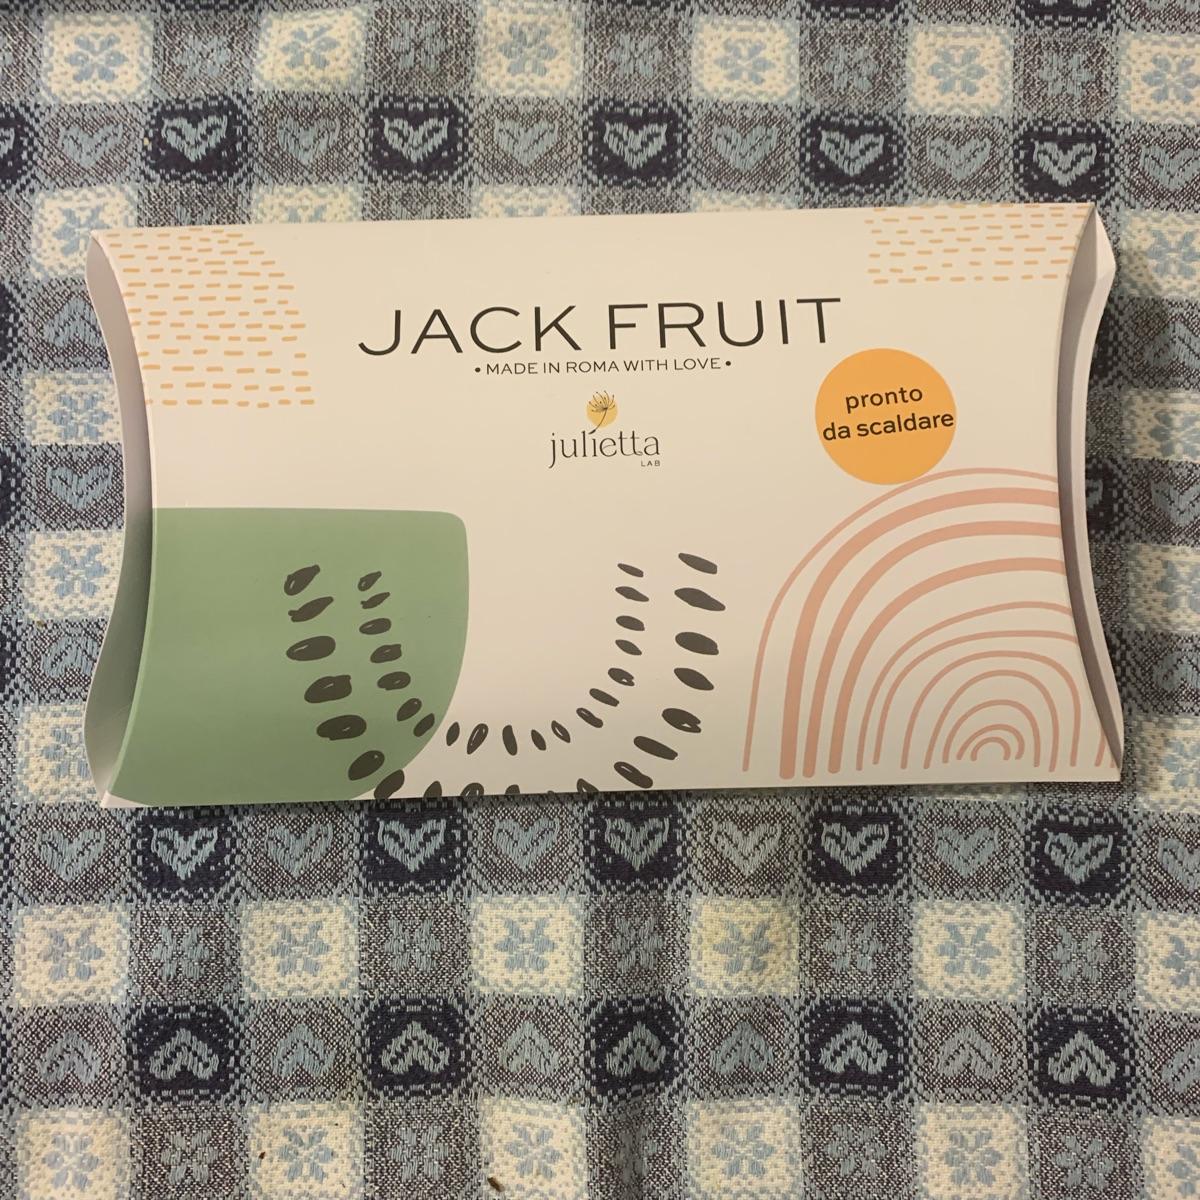 JACK FRUIT
• MADE IN ROMA WITH LOVE •
julietta
LAB
pronto
da scaldare